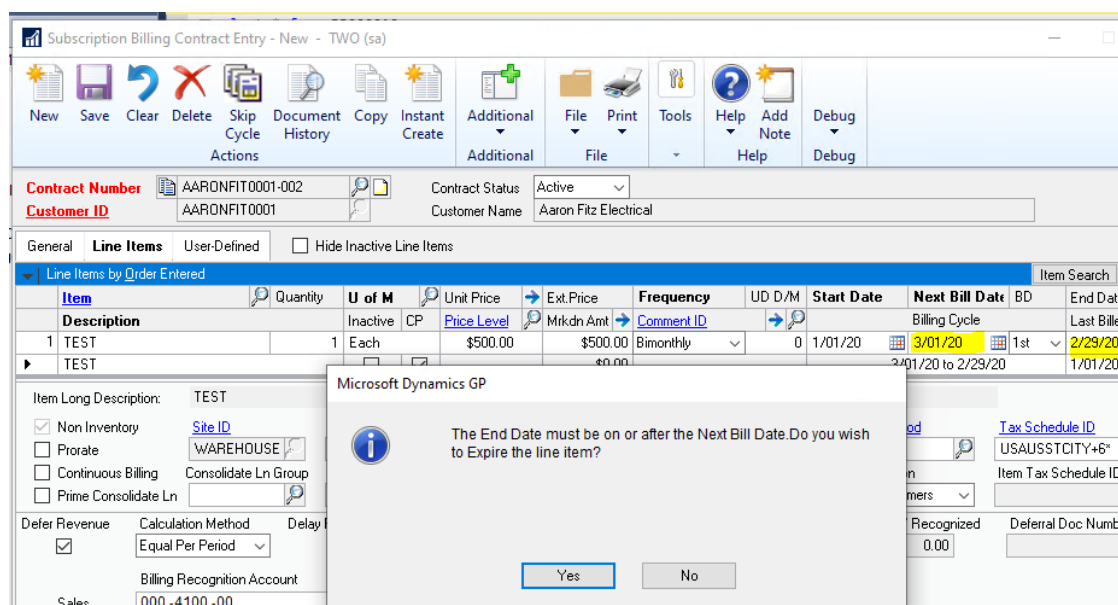 Subscription Billing Contract Entry - New - TWO (sa)
New Save Clear Delete Skip Cycle Document History Copy Instant Create Additional File Print Tools Help Add Note Debug
Actions Additional File Help Debug
Contract Number AARONFIT0001-002 Contract Status Active
Customer ID AARONFIT0001 Customer Name Aaron Fitz Electrical
General Line Items User-Defined Hide Inactive Line Items
Line Items by Order Entered Item Search
Item Quantity U of M Unit Price Ext.Price Frequency UD D/M Start Date Next Bill Date BD End Dat
Description Inactive CP Price Level Mrkdn Amt Comment ID Billing Cycle Last Bille
1 TEST 1 Each $500.00 $500.00 Bimonthly 0 1/01/20 3/01/20 1st 2/29/20
TEST $0.00 3/01/20 to 2/29/20 1/01/20
Microsoft Dynamics GP
The End Date must be on or after the Next Bill Date.Do you wish
to Expire the line item?
Yes No
Item Long Description: TEST
Non Inventory Site ID od Tax Schedule ID
Prorate WAREHOUSE USAUSSTCITY+6*
Continuous Billing Consolidate Ln Group n Item Tax Schedule ID
Prime Consolidate Ln mers
Defer Revenue Calculation Method Delay Recognized Deferral Doc Numb
Equal Per Period 0.00
Billing Recognition Account
Sales 000 -4100 -00